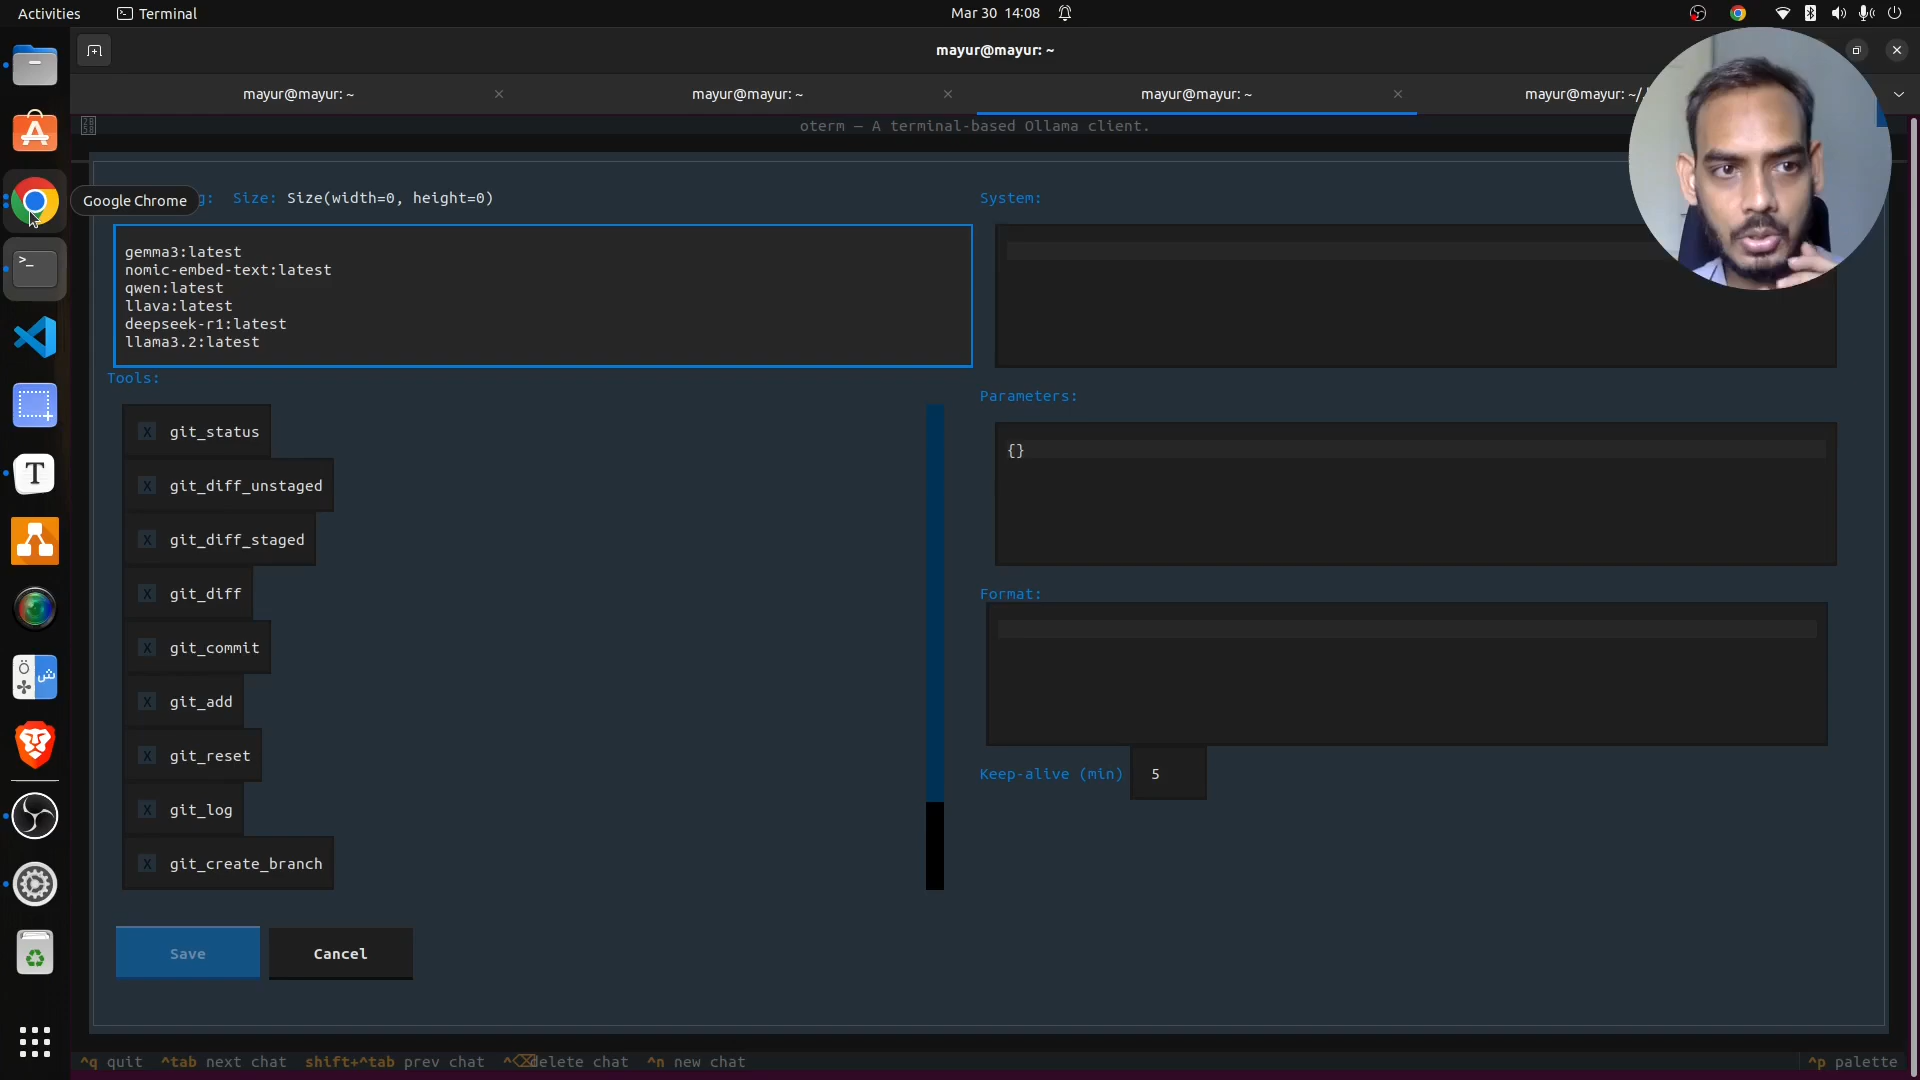 Activities
Terminal
Mar 30 14:08
mayur@mayur: ~
mayur@mayur: ~
mayur@mayur: ~
mayur@mayur: ~
mayur@mayur: ~/
oterm — A terminal-based Ollama client.
Google Chrome
g: Size: Size(width=0, height=0)
System:
gemma3:latest
nomic-embed-text:latest
qwen:latest
llava:latest
deepseek-r1:latest
llama3.2:latest
Tools:
Parameters:
{}
X git_status
X git_diff_unstaged
X git_diff_staged
X git_diff
X git_commit
X git_add
X git_reset
X git_log
X git_create_branch
Format:
Keep-alive (min) 5
Save
Cancel
^q quit ^tab next chat shift+^tab prev chat ^⌫delete chat ^n new chat
^p palette